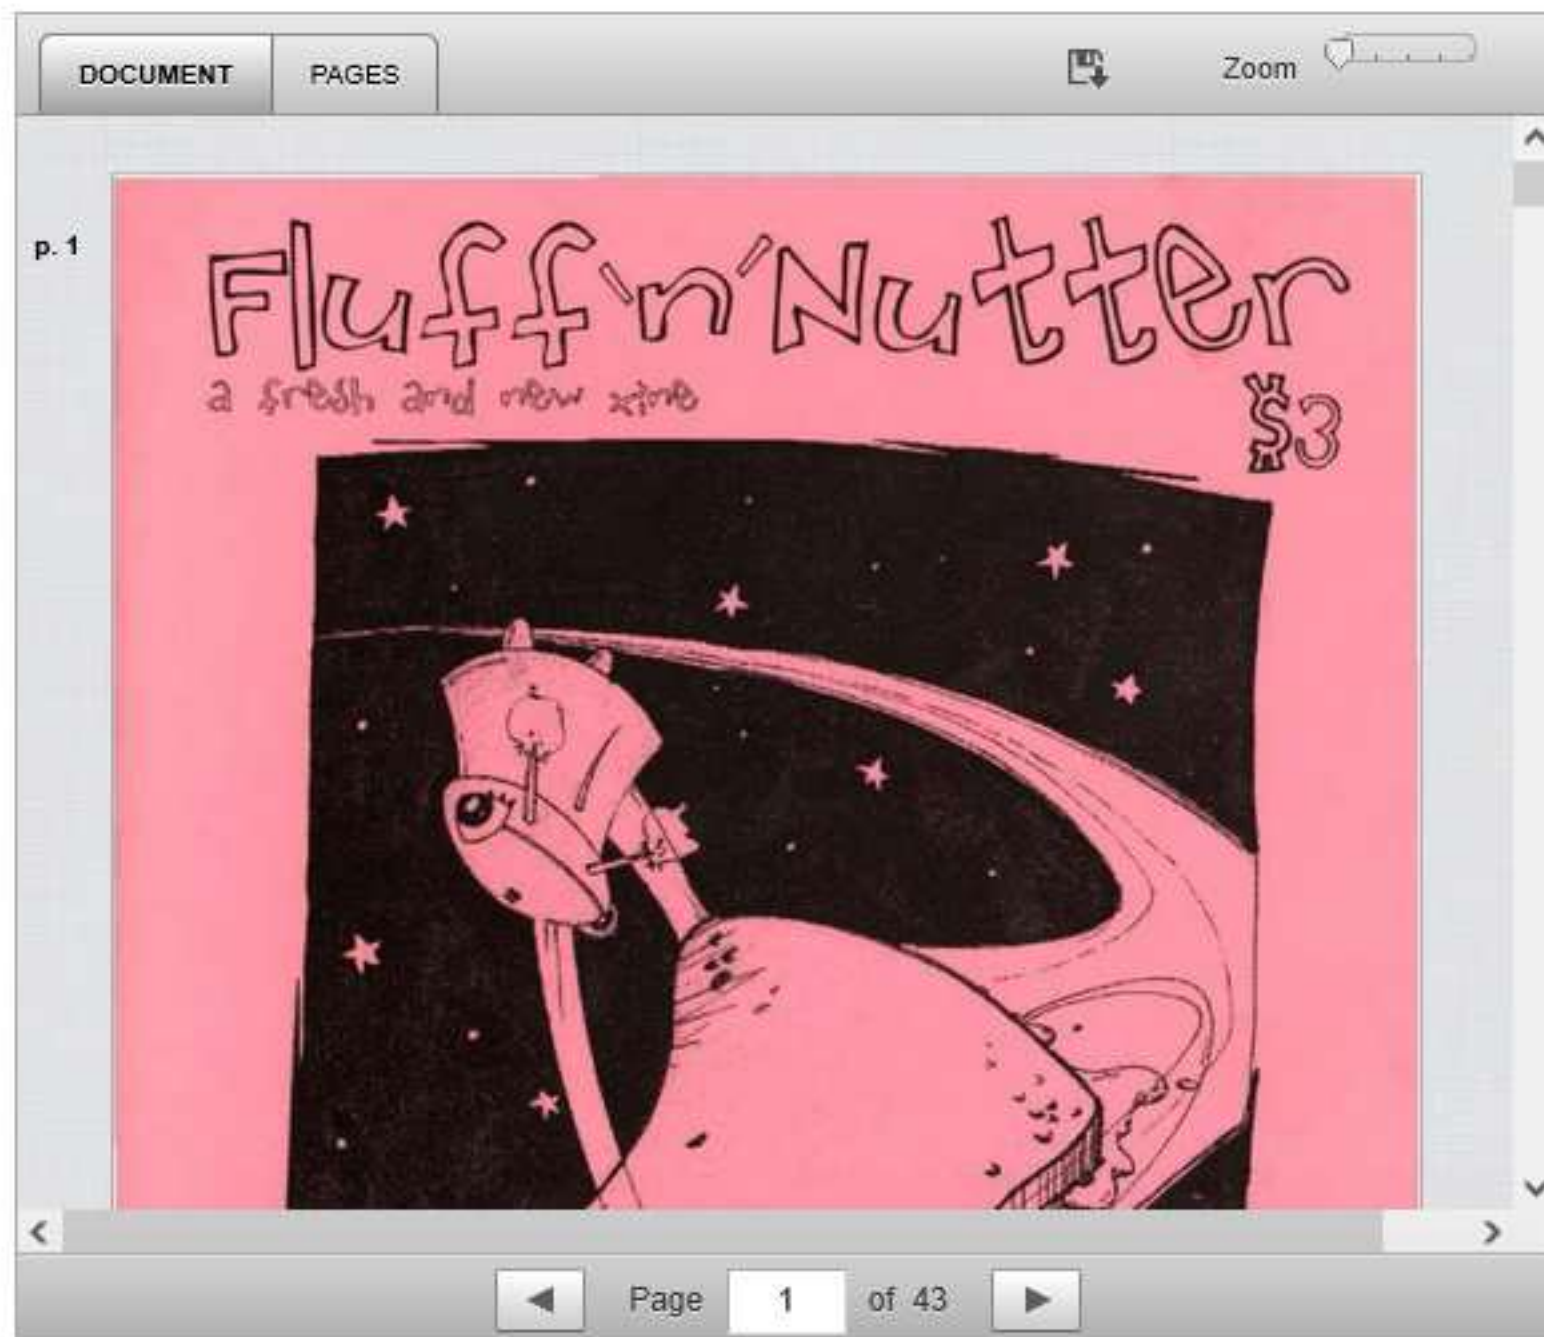 DOCUMENT PAGES Zoom
p. 1
Fluff 'n' Nutter
a fresh and new zine
$3
Page 1 of 43